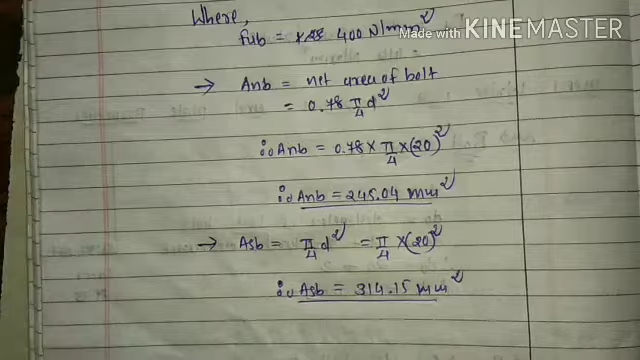 Where,
fub = 400 N/mm²
Made with KINEMASTER
→ Anb = net area of bolt
= 0.78 π/4 d²
∴ Anb = 0.78 × π/4 × (20)²
∴ Anb = 245.04 mm²
→ Asb = π/4 d² = π/4 × (20)²
∴ Asb = 314.15 mm²